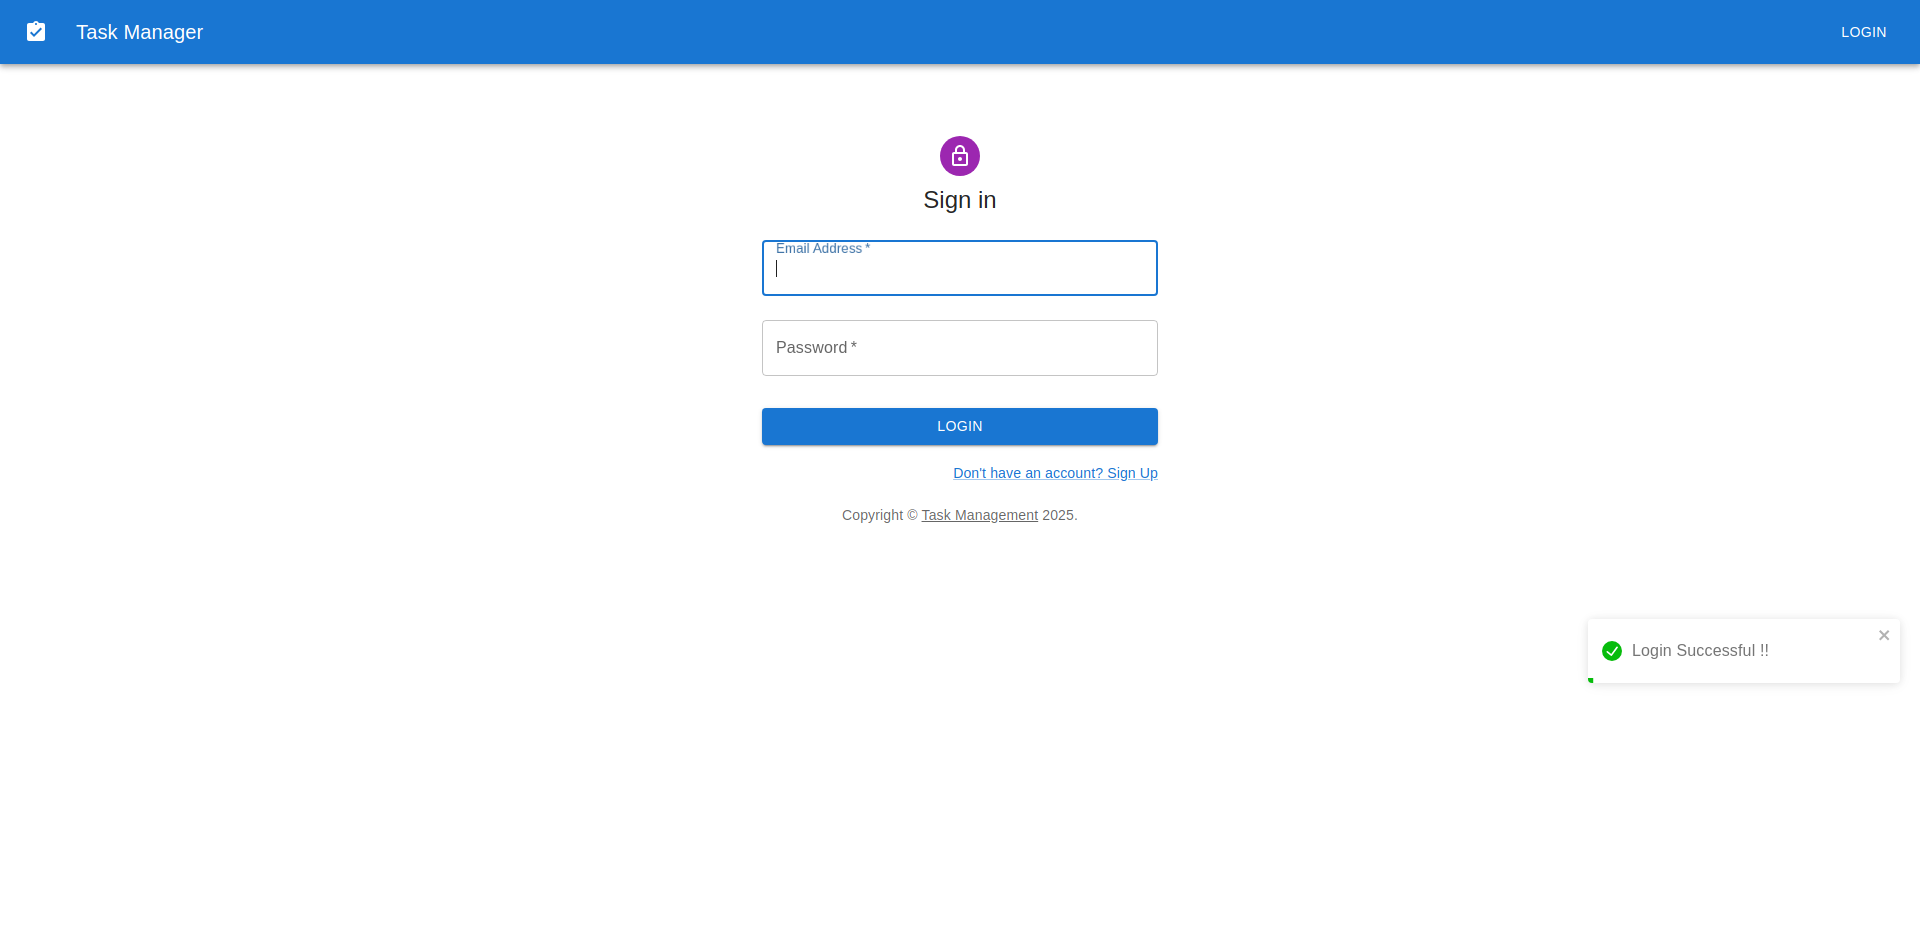 Task Manager
LOGIN
Sign in
Email Address *
Password *
LOGIN
Don't have an account? Sign Up
Copyright © Task Management 2025.
Login Successful !!